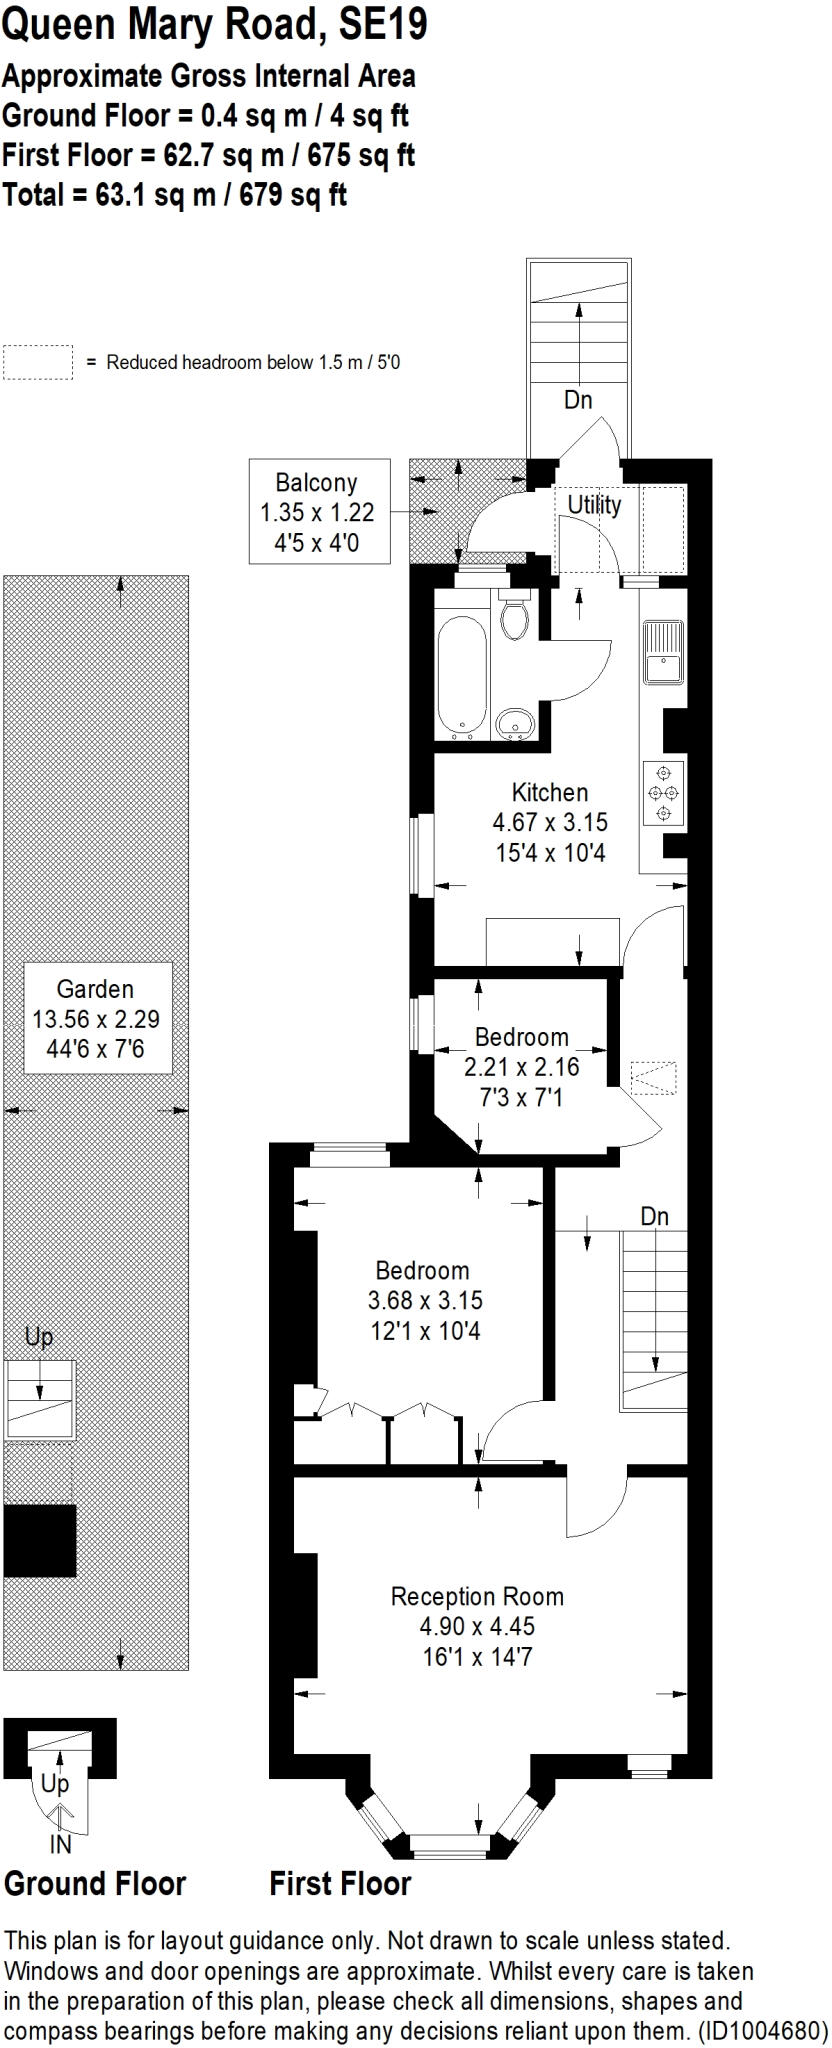 Queen Mary Road, SE19
Approximate Gross Internal Area
Ground Floor = 0.4 sq m / 4 sq ft
First Floor = 62.7 sq m / 675 sq ft
Total = 63.1 sq m / 679 sq ft
= Reduced headroom below 1.5 m / 5'0
Dn
Balcony
1.35 x 1.22
4'5 x 4'0
Utility
Kitchen
4.67 x 3.15
15'4 x 10'4
Garden
13.56 x 2.29
44'6 x 7'6
Bedroom
2.21 x 2.16
7'3 x 7'1
Dn
Bedroom
3.68 x 3.15
12'1 x 10'4
Up
Reception Room
4.90 x 4.45
16'1 x 14'7
Up
IN
Ground Floor
First Floor
This plan is for layout guidance only. Not drawn to scale unless stated.
Windows and door openings are approximate. Whilst every care is taken
in the preparation of this plan, please check all dimensions, shapes and
compass bearings before making any decisions reliant upon them. (ID1004680)